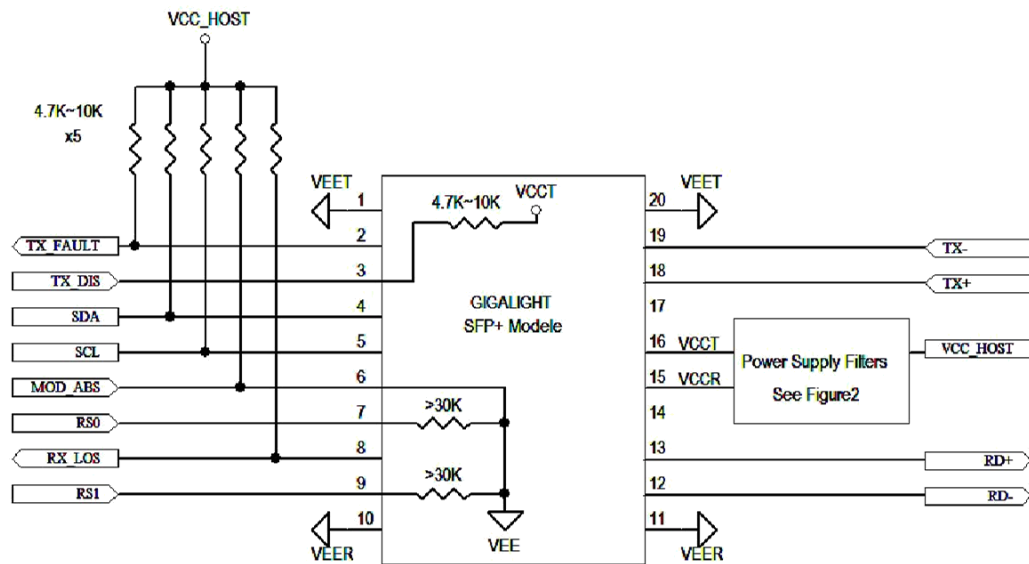 VCC_HOST
4.7K~10K
x5
VEET
1
4.7K~10K
VCCT
20
VEET
TX_FAULT
2
19
TX-
TX_DIS
3
18
TX+
SDA
4
GIGALIGHT
SFP+ Modele
17
SCL
5
16
VCCT
Power Supply Filters
See Figure2
VCC_HOST
MOD_ABS
6
15
VCCR
RS0
7
>30K
14
RX_LOS
8
13
RD+
RS1
9
>30K
12
RD-
10
VEER
VEE
11
VEER